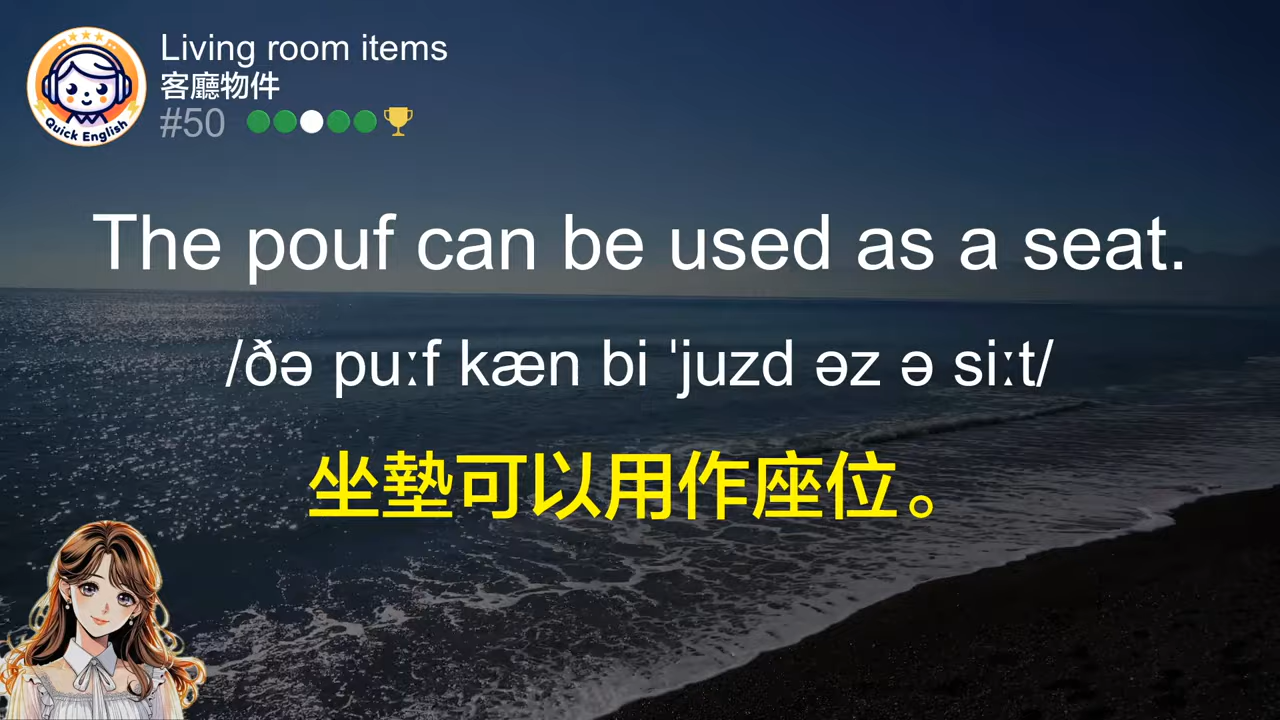 Living room items
客廳物件
#50
Quick English
The pouf can be used as a seat.
/ðə puːf kæn bi ˈjuzd əz ə siːt/
坐墊可以用作座位。